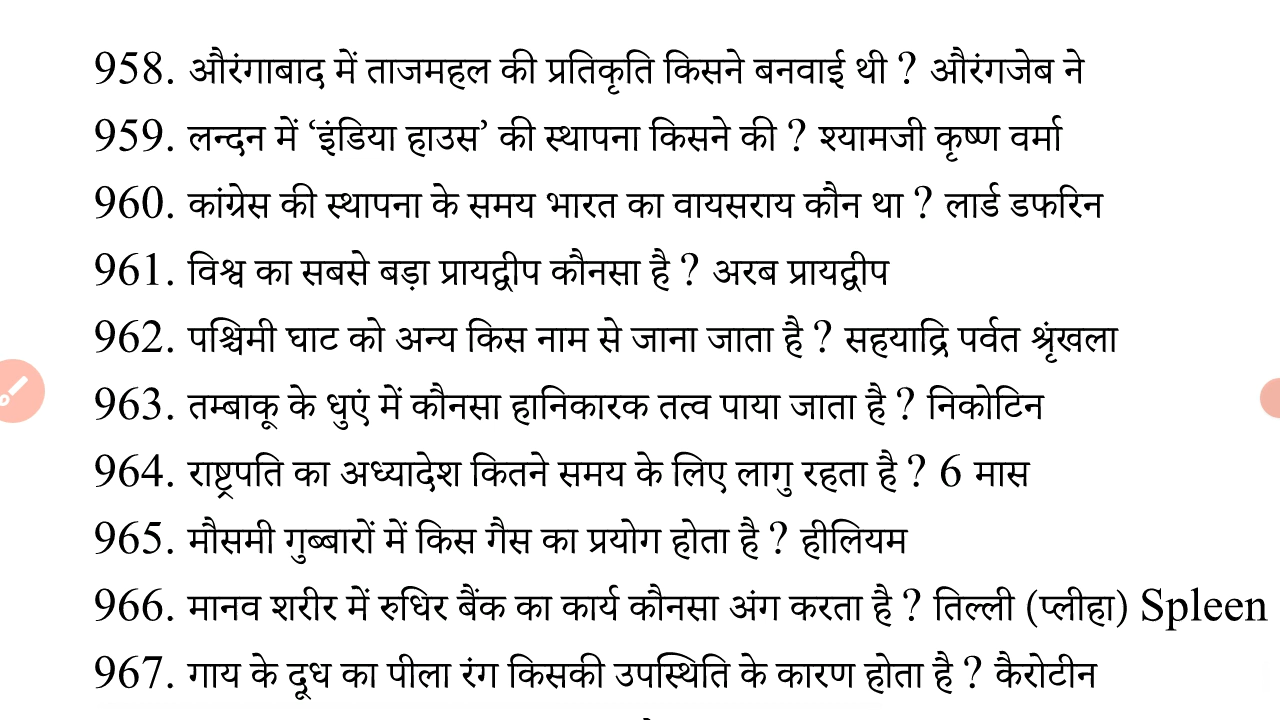 958. औरंगाबाद में ताजमहल की प्रतिकृति किसने बनवाई थी ? औरंगजेब ने
959. लन्दन में ‘इंडिया हाउस’ की स्थापना किसने की ? श्यामजी कृष्ण वर्मा
960. कांग्रेस की स्थापना के समय भारत का वायसराय कौन था ? लार्ड डफरिन
961. विश्व का सबसे बड़ा प्रायद्वीप कौनसा है ? अरब प्रायद्वीप
962. पश्चिमी घाट को अन्य किस नाम से जाना जाता है ? सहयाद्रि पर्वत श्रृंखला
963. तम्बाकू के धुएं में कौनसा हानिकारक तत्व पाया जाता है ? निकोटिन
964. राष्ट्रपति का अध्यादेश कितने समय के लिए लागु रहता है ? 6 मास
965. मौसमी गुब्बारों में किस गैस का प्रयोग होता है ? हीलियम
966. मानव शरीर में रुधिर बैंक का कार्य कौनसा अंग करता है ? तिल्ली (प्लीहा) Spleen
967. गाय के दूध का पीला रंग किसकी उपस्थिति के कारण होता है ? कैरोटीन